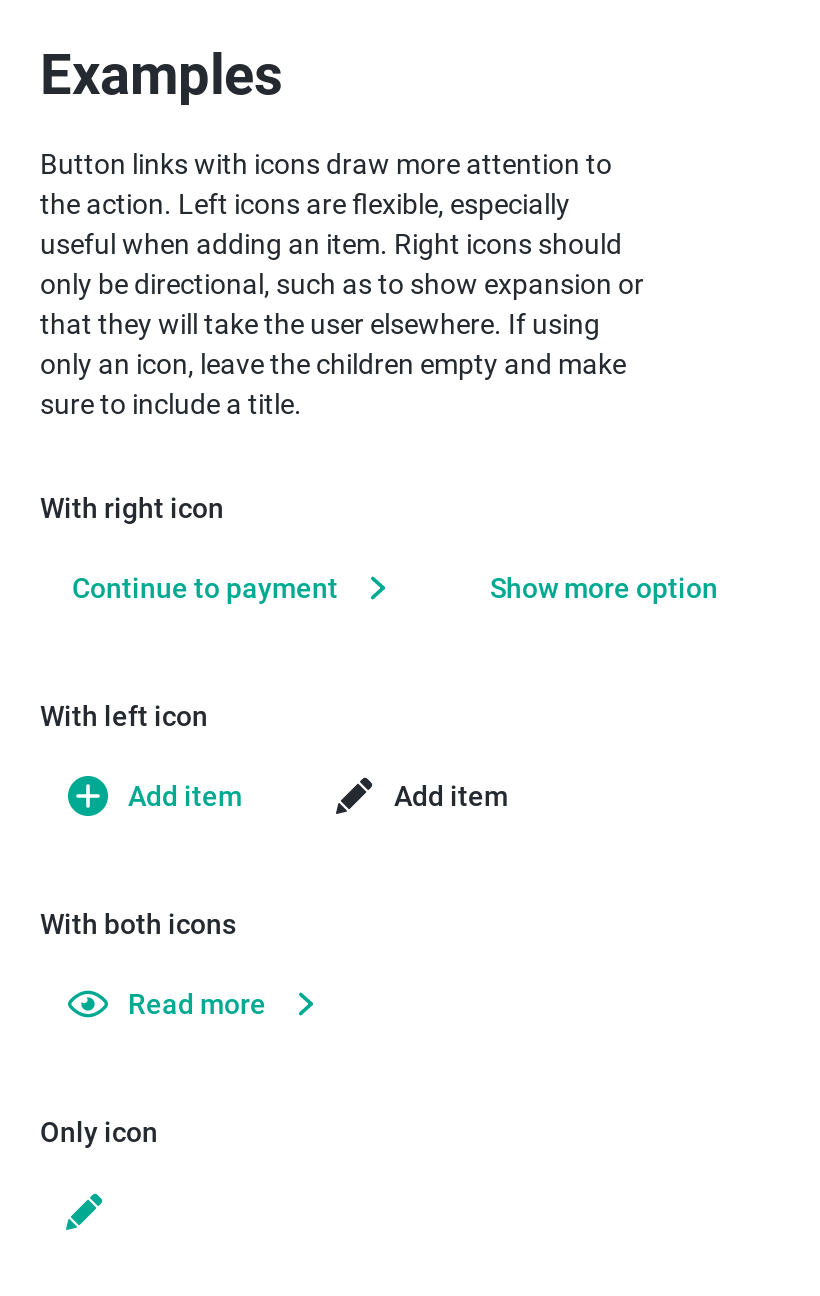 Examples
Button links with icons draw more attention to
the action. Left icons are flexible, especially
useful when adding an item. Right icons should
only be directional, such as to show expansion or
that they will take the user elsewhere. If using
only an icon, leave the children empty and make
sure to include a title.
With right icon
Continue to payment
Show more option
With left icon
Add item
Add item
With both icons
Read more
Only icon